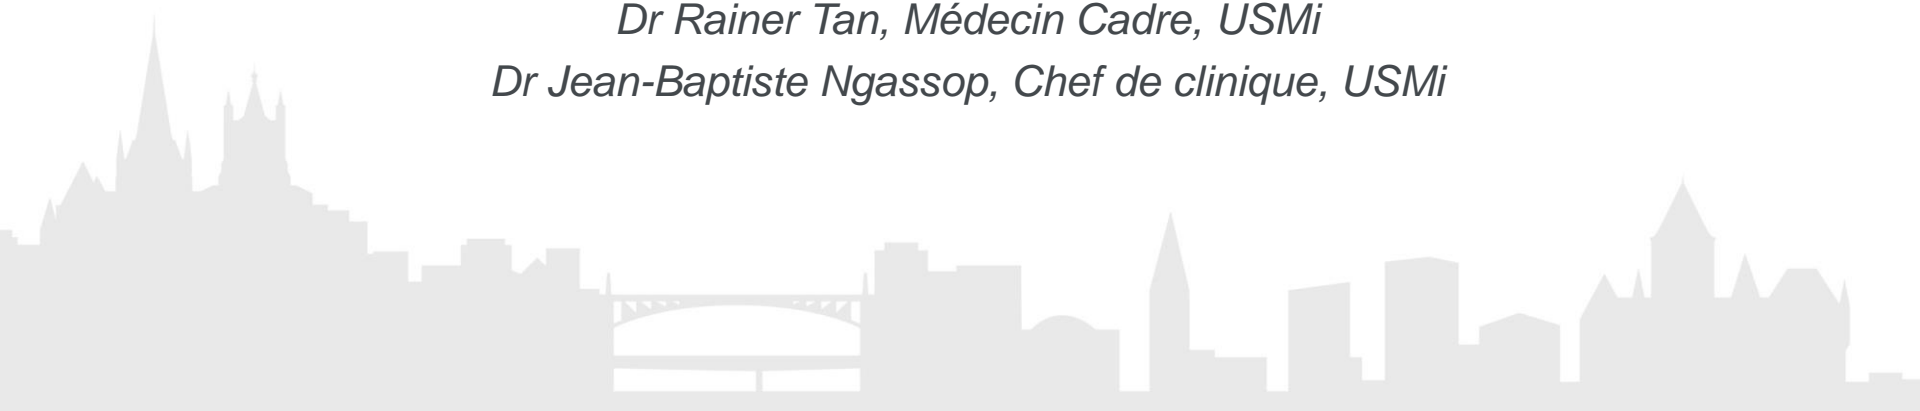 Dr Rainer Tan, Médecin Cadre, USMi
Dr Jean-Baptiste Ngassop, Chef de clinique, USMi